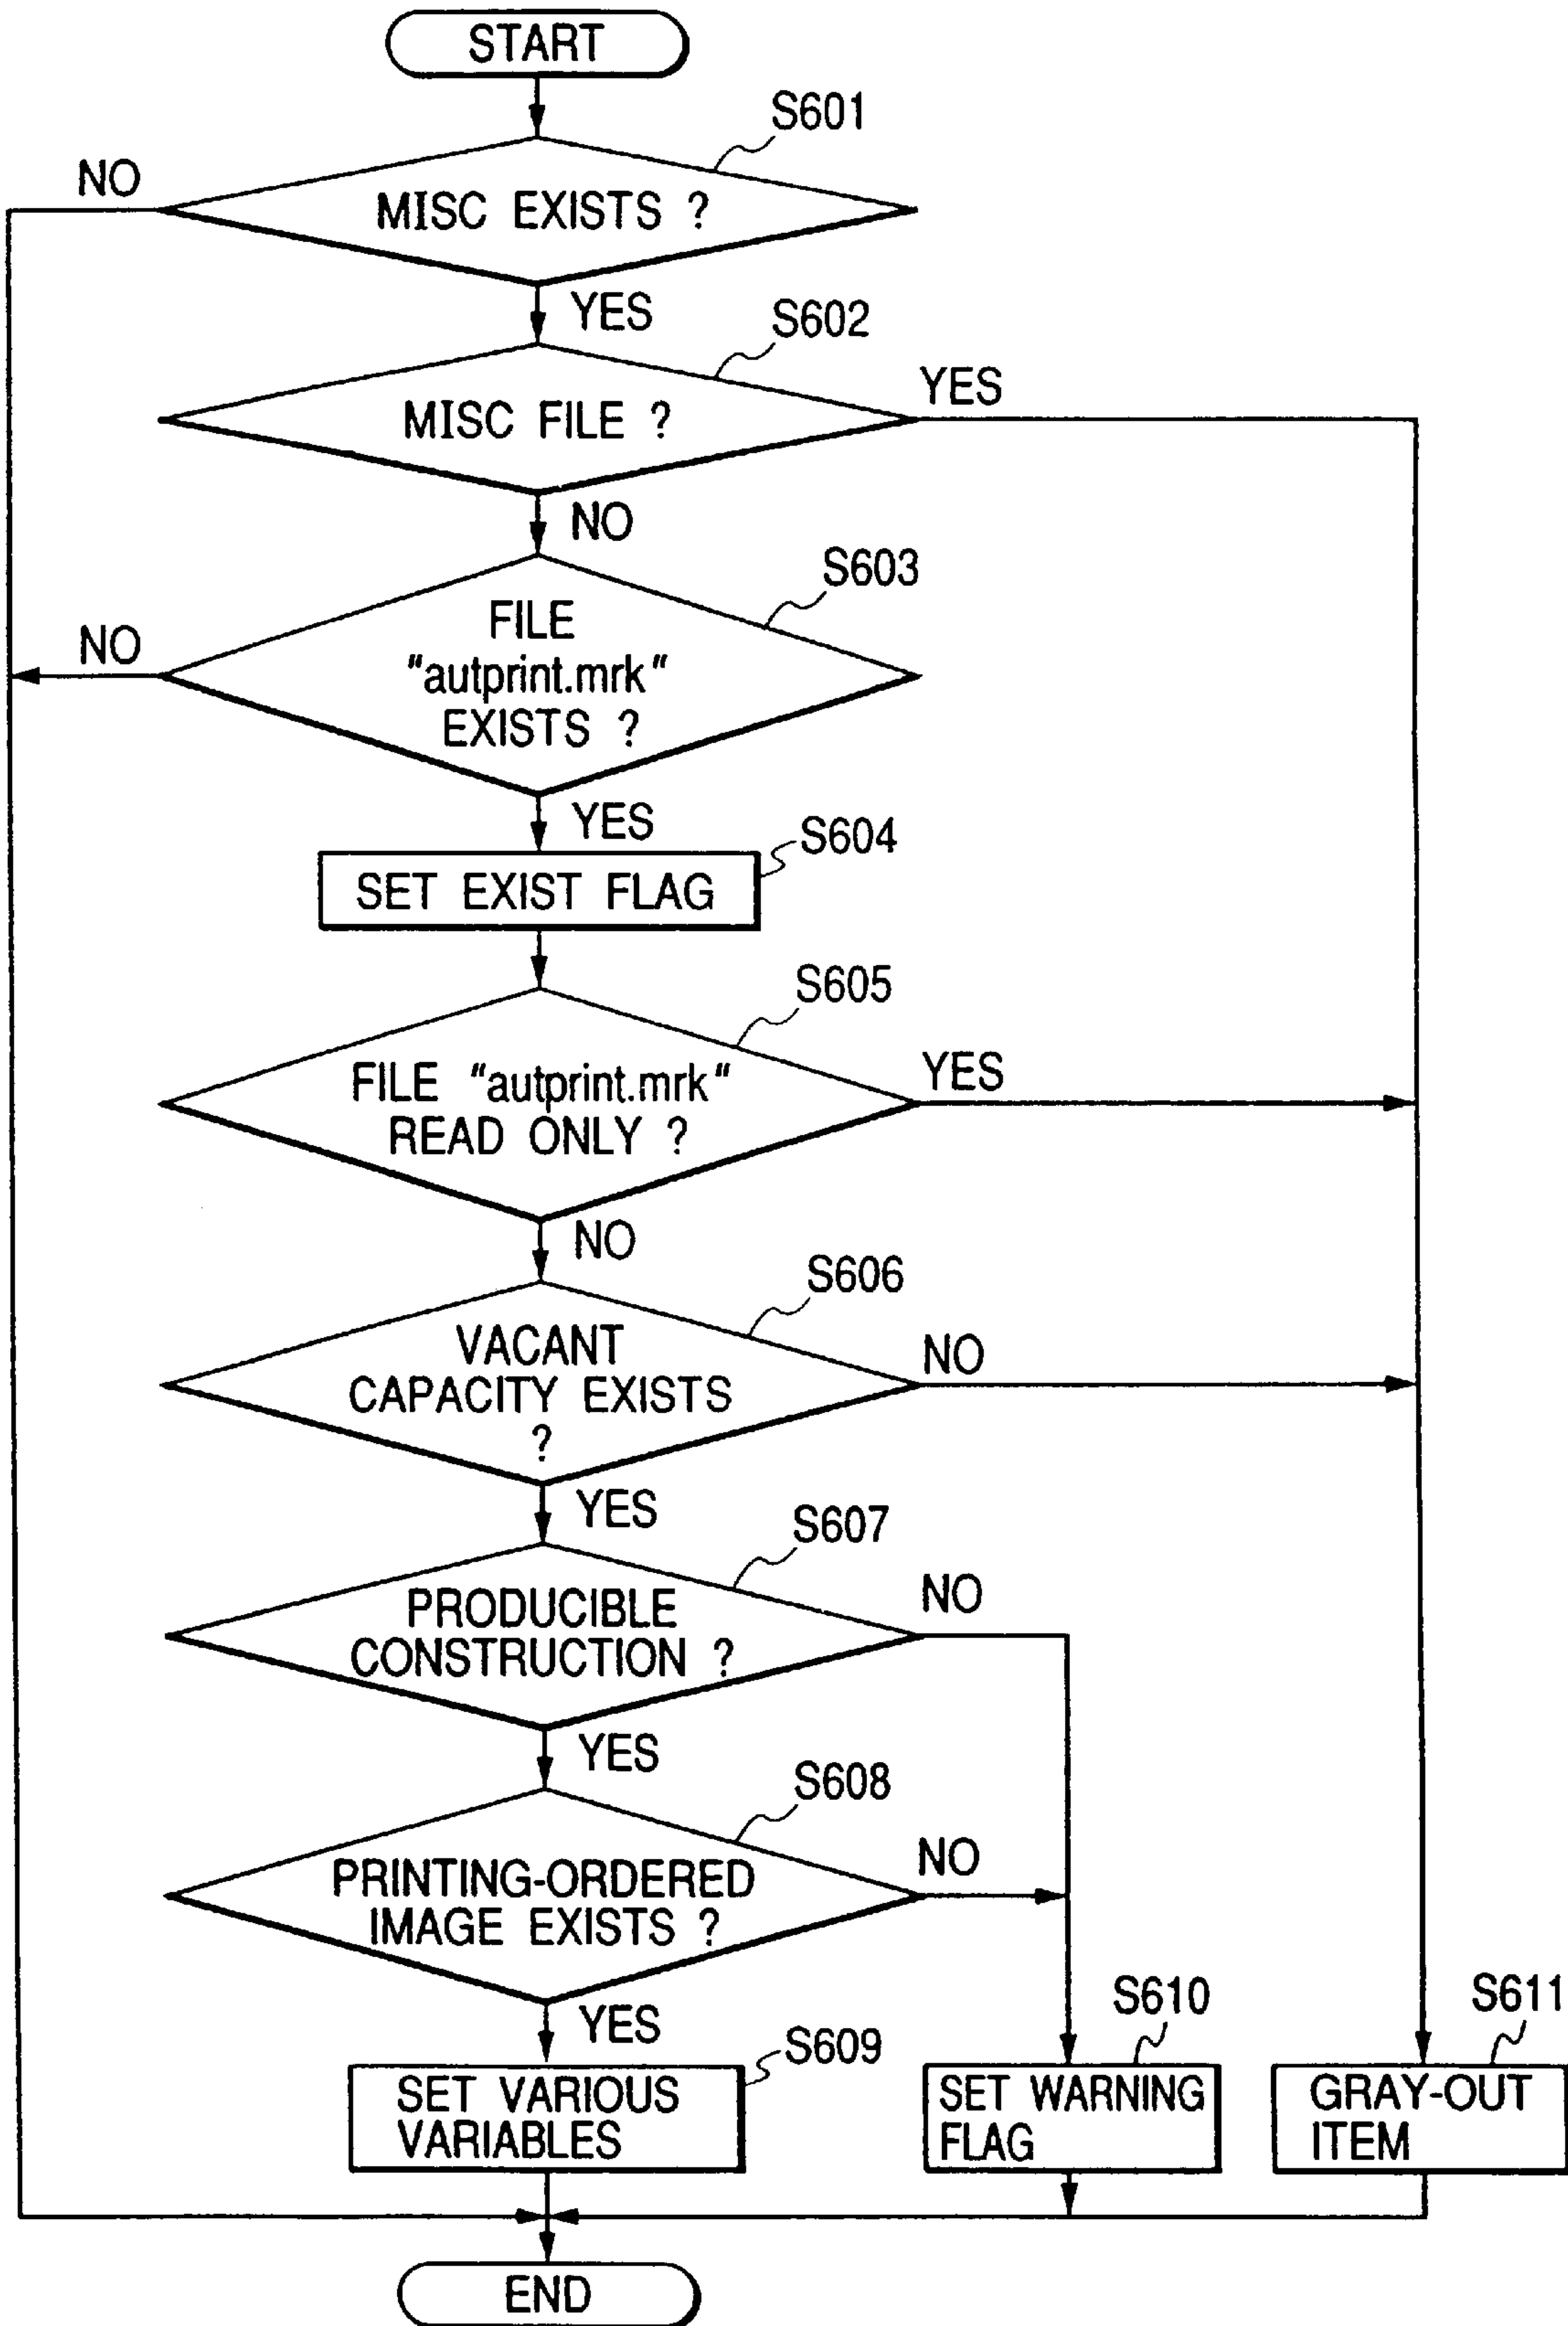 START
S601
NO
MISC EXISTS ?
YES
S602
YES
MISC FILE ?
NO
S603
NO
FILE
"autprint.mrk"
EXISTS ?
YES
S604
SET EXIST FLAG
S605
YES
FILE "autprint.mrk"
READ ONLY ?
NO
S606
NO
VACANT
CAPACITY EXISTS
?
YES
S607
NO
PRODUCIBLE
CONSTRUCTION ?
YES
S608
NO
PRINTING-ORDERED
IMAGE EXISTS ?
YES
S609
S610
S611
SET VARIOUS
VARIABLES
SET WARNING
FLAG
GRAY-OUT
ITEM
END